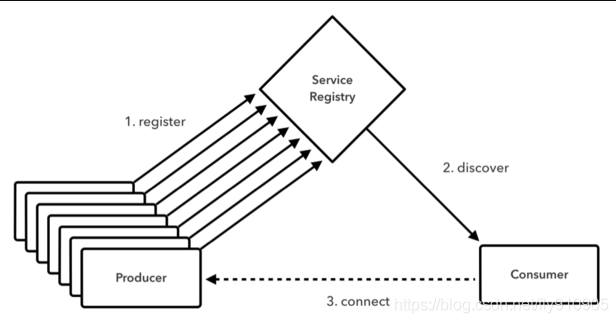 Service
Registry
1. register
2. discover
Producer
Consumer
3. connect